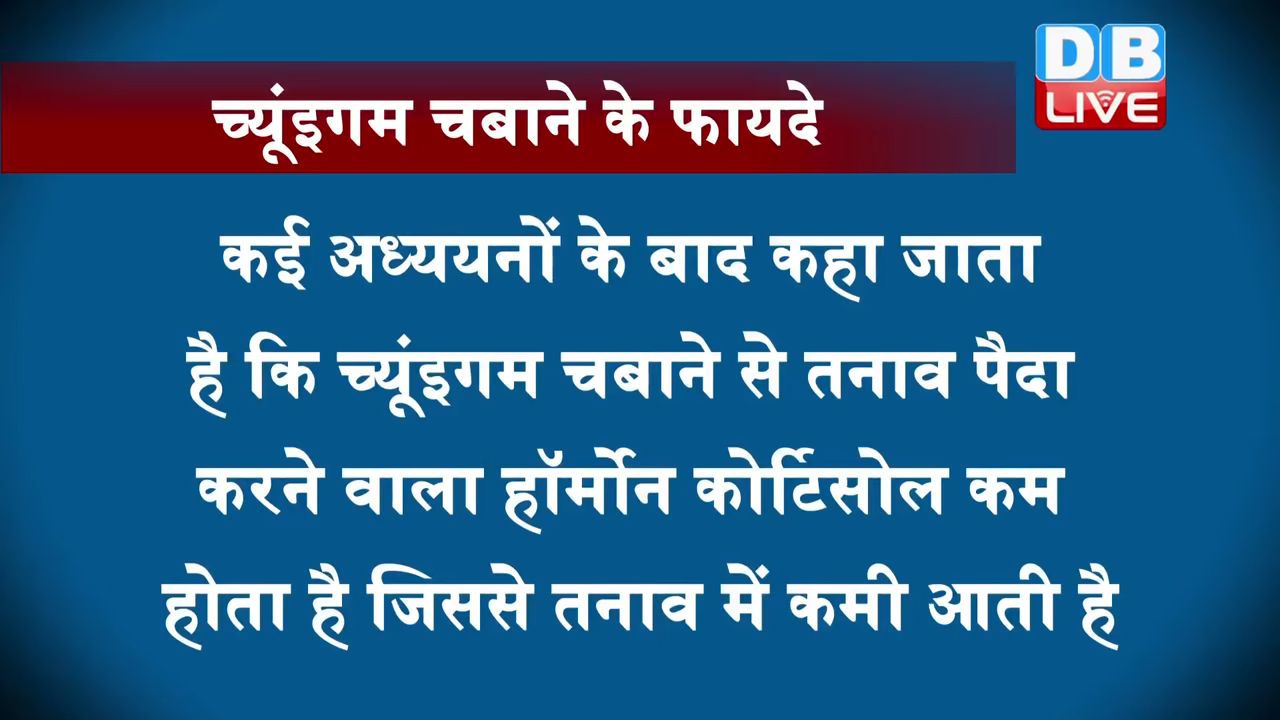 DB
LIVE
च्यूंइगम चबाने के फायदे
कई अध्ययनों के बाद कहा जाता
है कि च्यूंइगम चबाने से तनाव पैदा
करने वाला हॉर्मोन कोर्टिसोल कम
होता है जिससे तनाव में कमी आती है